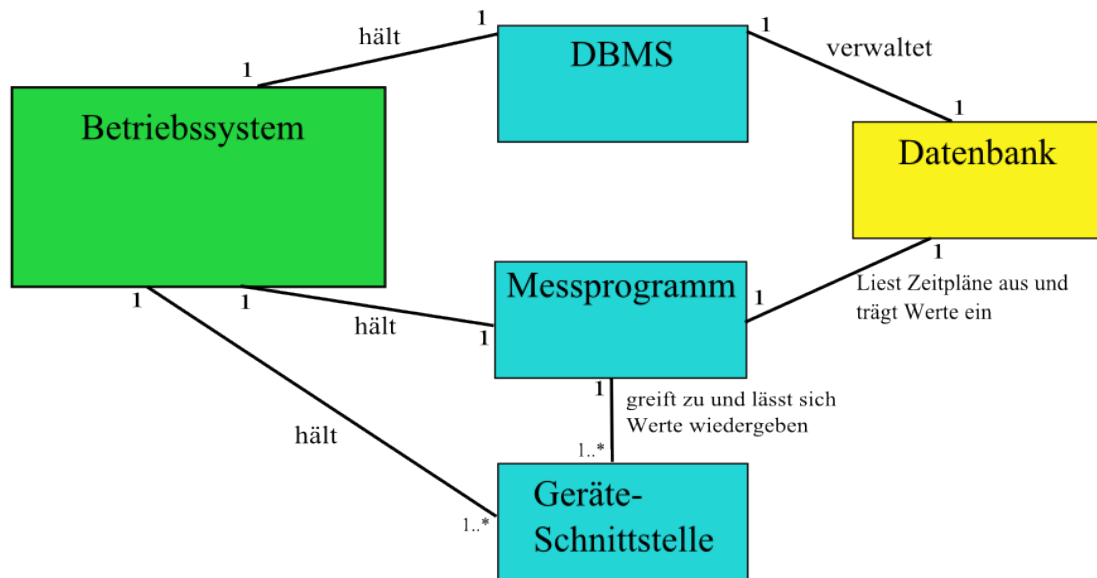 1
1
hält
DBMS
verwaltet
1
1
Betriebssystem
Datenbank
1
1
1
hält
1
Messprogramm
1
Liest Zeitpläne aus und
trägt Werte ein
1
greift zu und lässt sich
Werte wiedergeben
1..*
hält
1..*
Geräte-
Schnittstelle